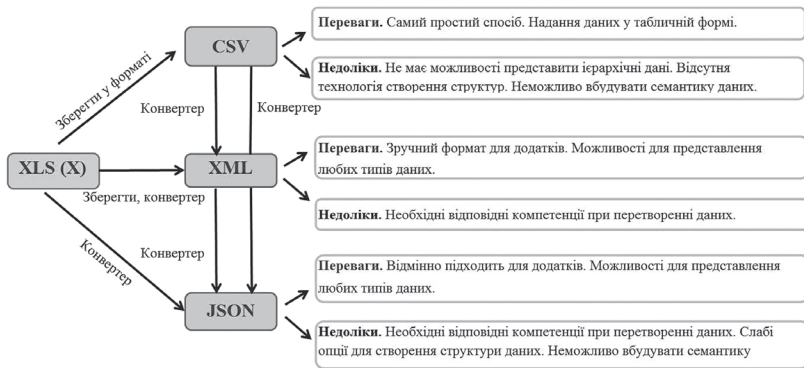 CSV
Переваги. Самий простий спосіб. Надання даних у табличній формі.
Недоліки. Не має можливості представити ієрархічні дані. Відсутня
технологія створення структур. Неможливо вбудувати семантику даних.
Зберегти у форматі
Конвертер
Конвертер
XLS (X)
XML
Переваги. Зручний формат для додатків. Можливості для представлення
любих типів даних.
Зберегти, конвертер
Недоліки. Необхідні відповідні компетенції при перетворенні даних.
Конвертер
Конвертер
Переваги. Відмінно підходить для додатків. Можливості для представлення
любих типів даних.
JSON
Недоліки. Необхідні відповідні компетенції при перетворенні даних. Слабі
опції для створення структури даних. Неможливо вбудувати семантику